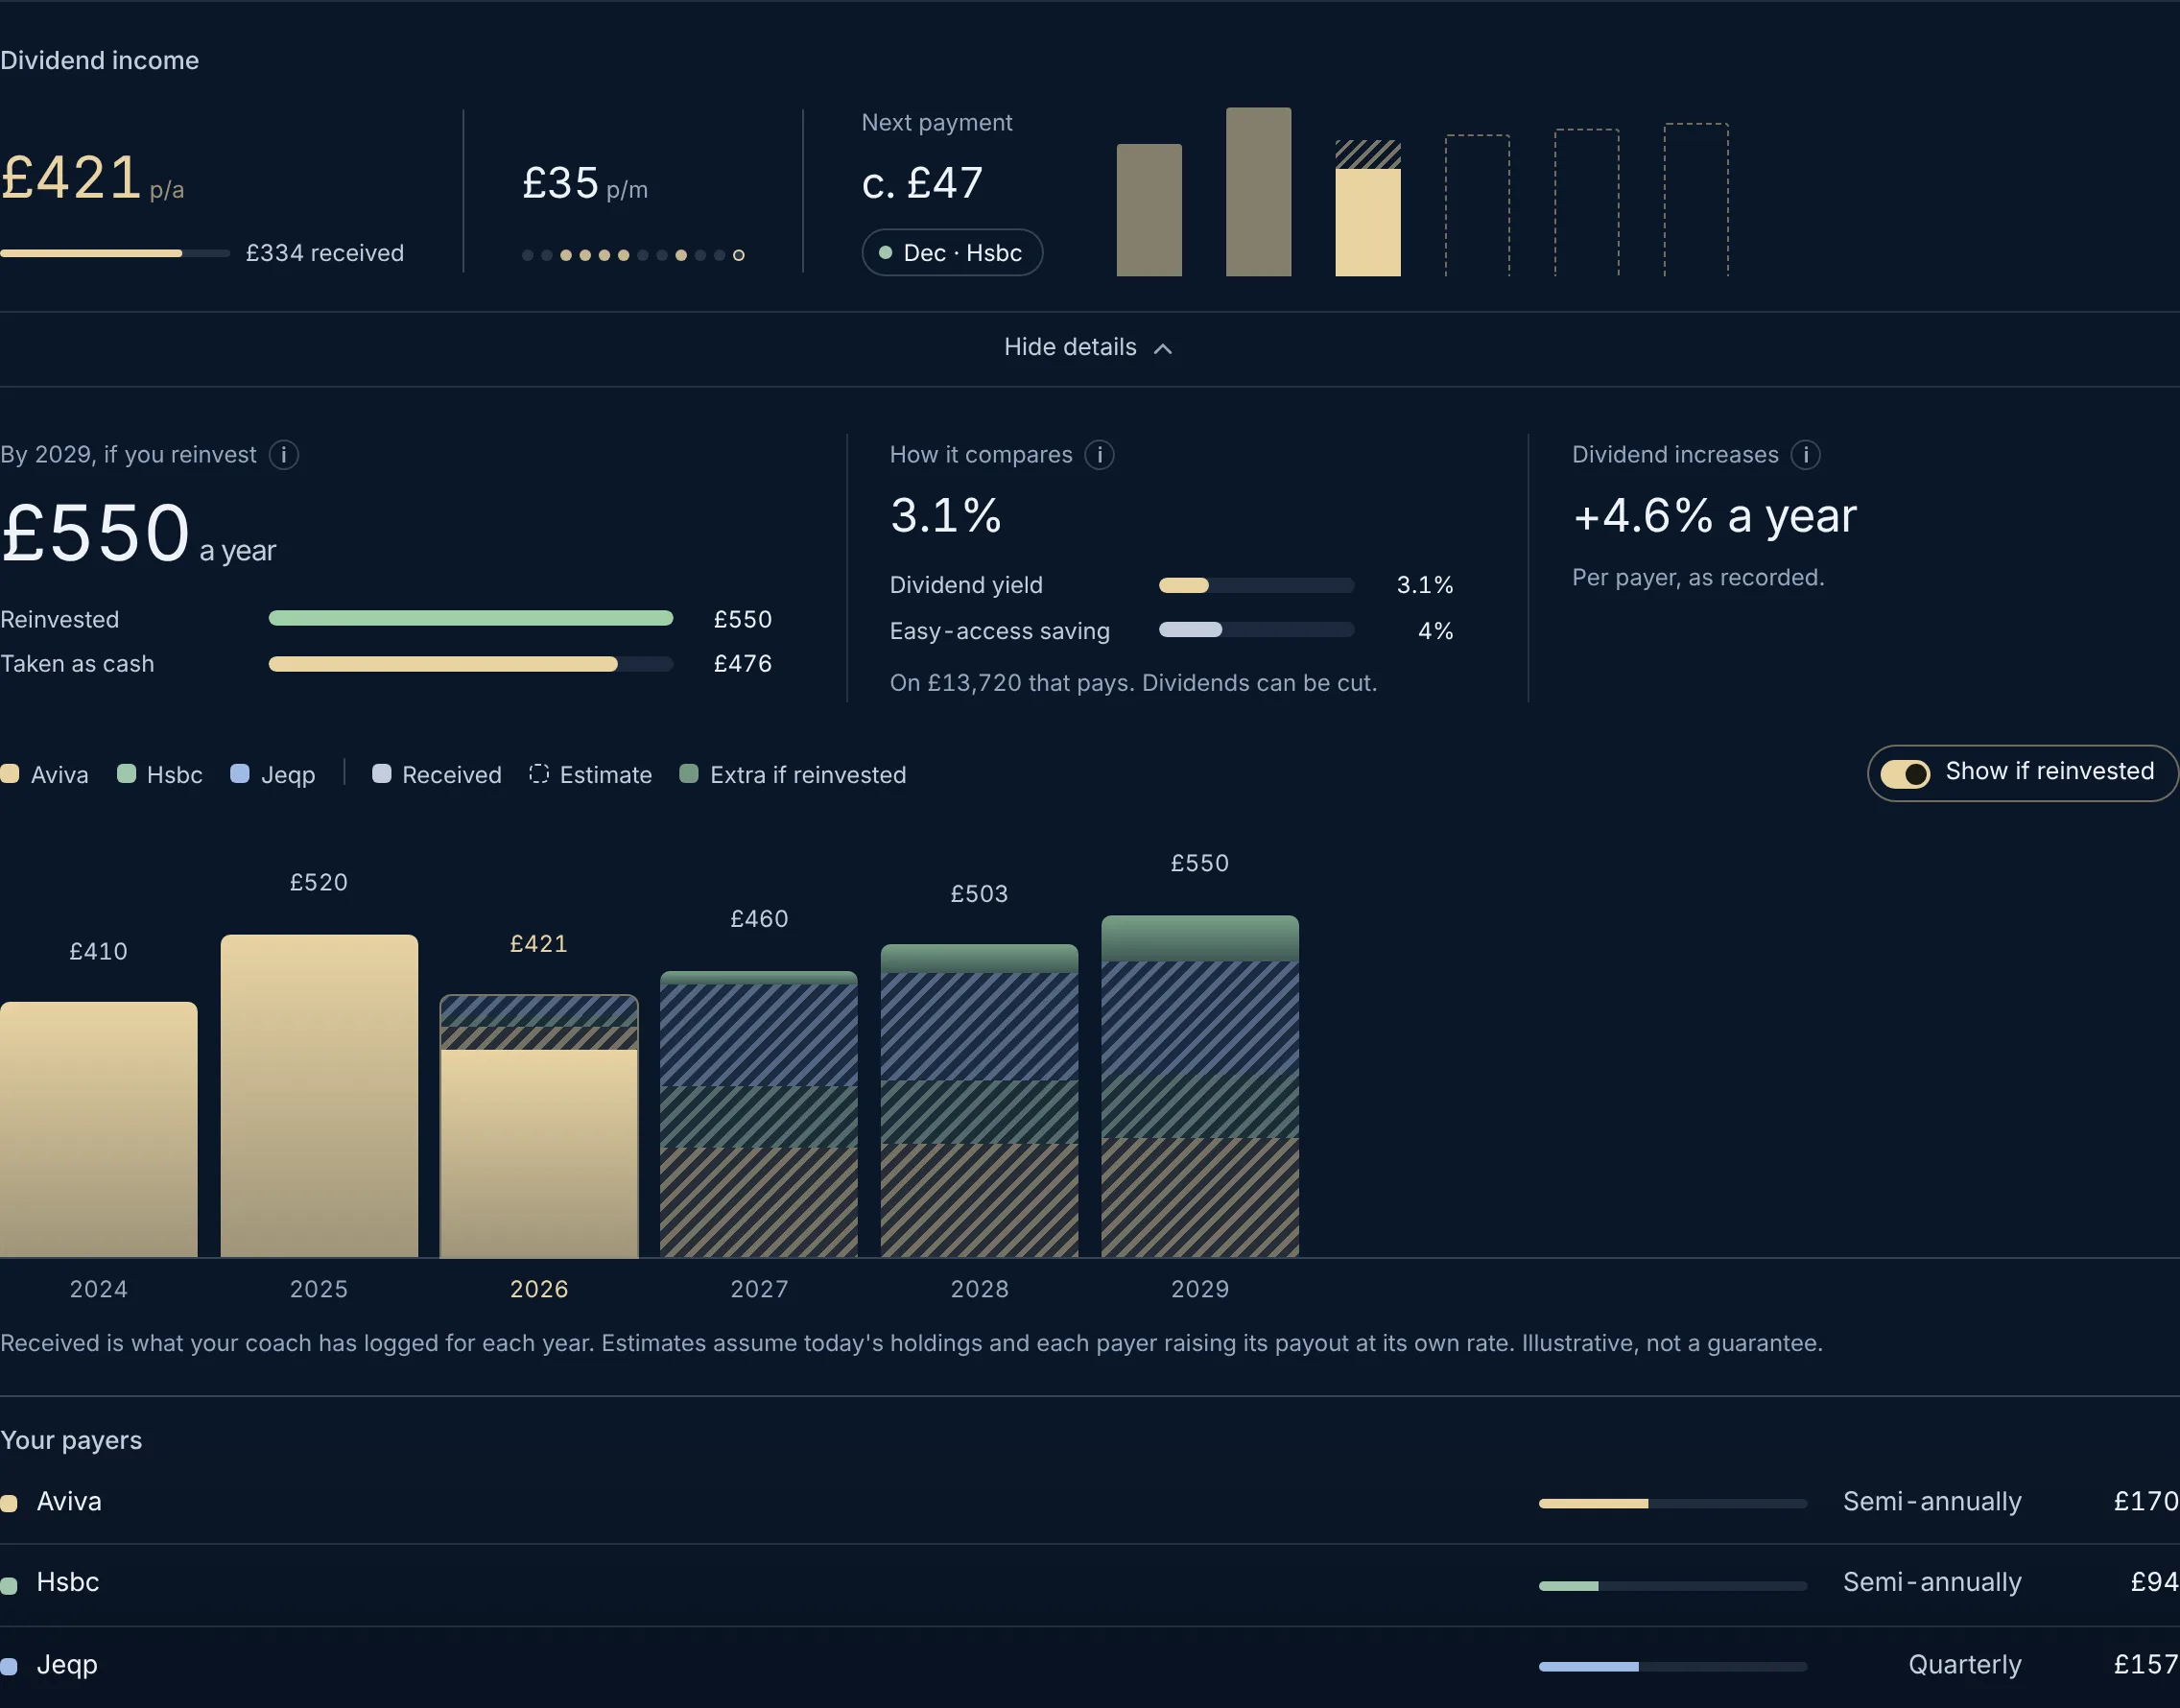 Dividend income
£421 p/a
£334 received
£35 p/m
Next payment
c. £47
Dec · Hsbc
Hide details
By 2029, if you reinvest i
£550 a year
Reinvested £550
Taken as cash £476
How it compares i
3.1%
Dividend yield 3.1%
Easy-access saving 4%
On £13,720 that pays. Dividends can be cut.
Dividend increases i
+4.6% a year
Per payer, as recorded.
Aviva Hsbc Jeqp Received Estimate Extra if reinvested
Show if reinvested
£410 £520 £421 £460 £503 £550
2024 2025 2026 2027 2028 2029
Received is what your coach has logged for each year. Estimates assume today's holdings and each payer raising its payout at its own rate. Illustrative, not a guarantee.
Your payers
Aviva Semi-annually £170
Hsbc Semi-annually £94
Jeqp Quarterly £157